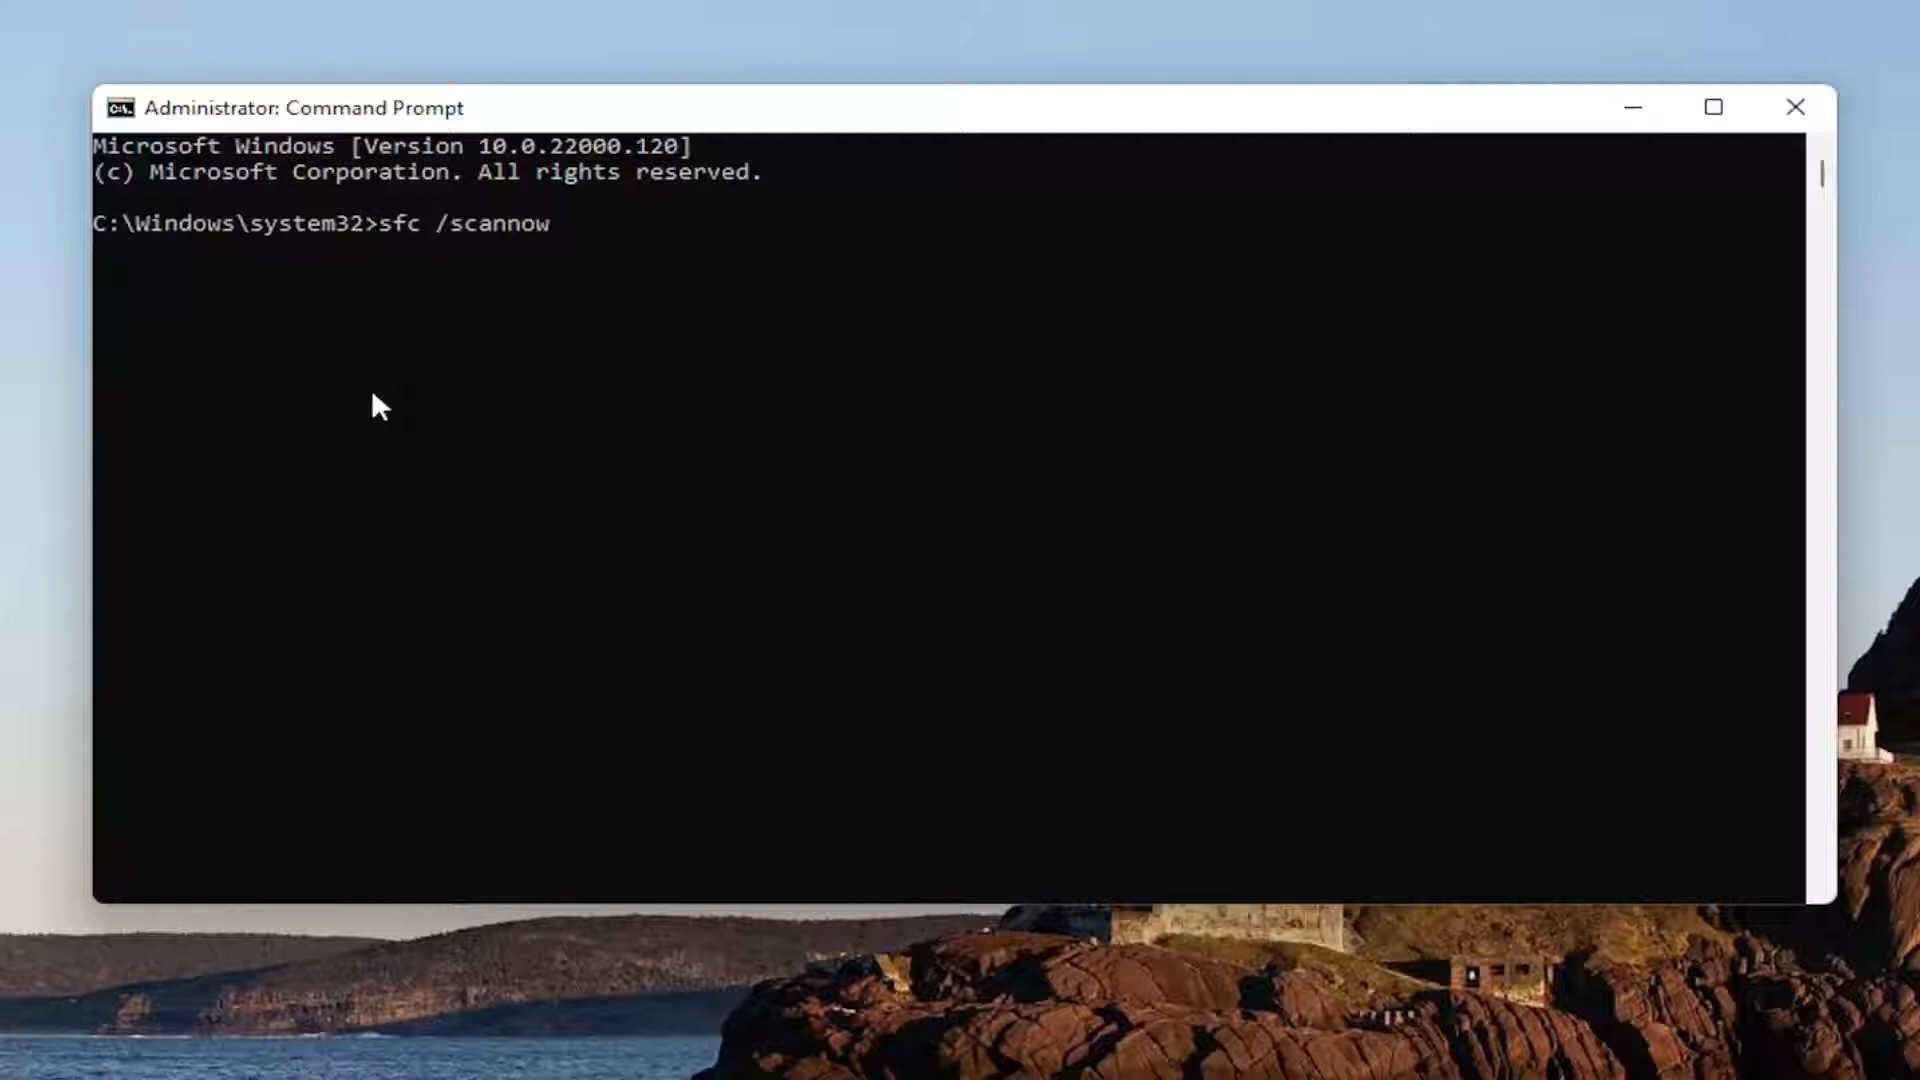 Administrator: Command Prompt
Microsoft Windows [Version 10.0.22000.120]
(c) Microsoft Corporation. All rights reserved.
C:\Windows\system32>sfc /scannow